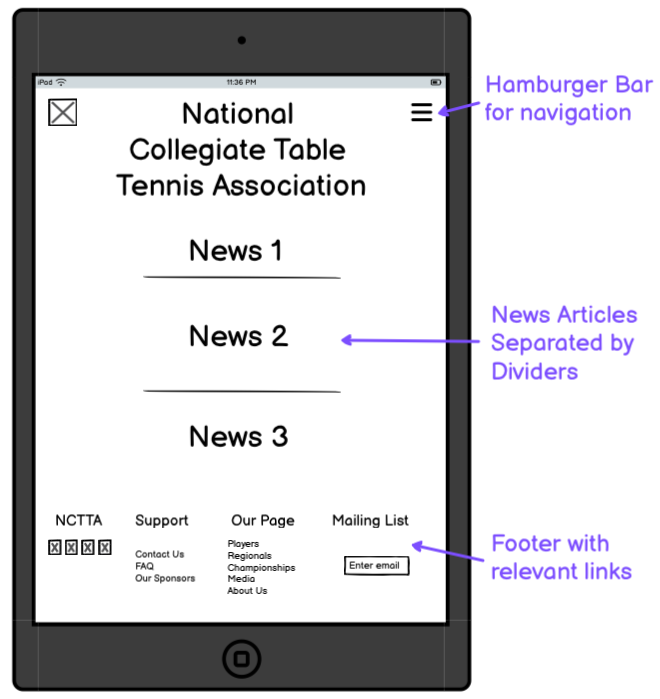 iPod
11:36 PM
National
Collegiate Table
Tennis Association
Hamburger Bar
for navigation
News 1
News 2
News Articles
Separated by
Dividers
News 3
NCTTA
Support
Contact Us
FAQ
Our Sponsors
Our Page
Players
Regionals
Championships
Media
About Us
Mailing List
Enter email
Footer with
relevant links